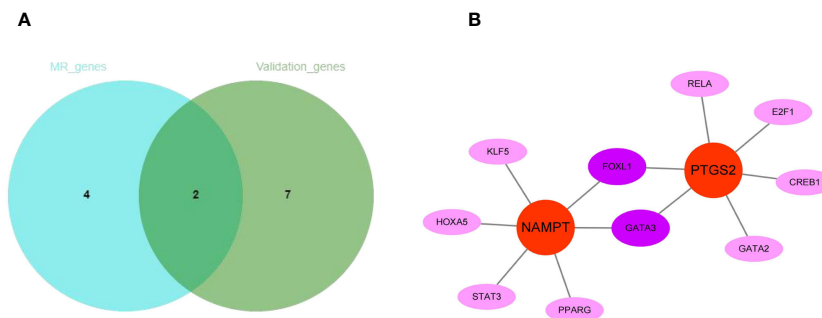 A
B
MR_genes
Validation_genes
4
2
7
RELA
E2F1
KLF5
FOXL1
PTGS2
CREB1
HOXA5
NAMPT
GATA3
GATA2
STAT3
PPARG